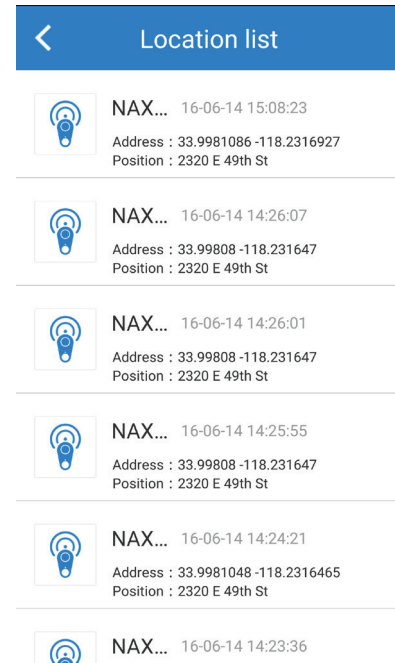 Location list
NAX... 16-06-14 15:08:23
Address : 33.9981086 -118.2316927
Position : 2320 E 49th St
NAX... 16-06-14 14:26:07
Address : 33.99808 -118.231647
Position : 2320 E 49th St
NAX... 16-06-14 14:26:01
Address : 33.99808 -118.231647
Position : 2320 E 49th St
NAX... 16-06-14 14:25:55
Address : 33.99808 -118.231647
Position : 2320 E 49th St
NAX... 16-06-14 14:24:21
Address : 33.9981048 -118.2316465
Position : 2320 E 49th St
NAX... 16-06-14 14:23:36